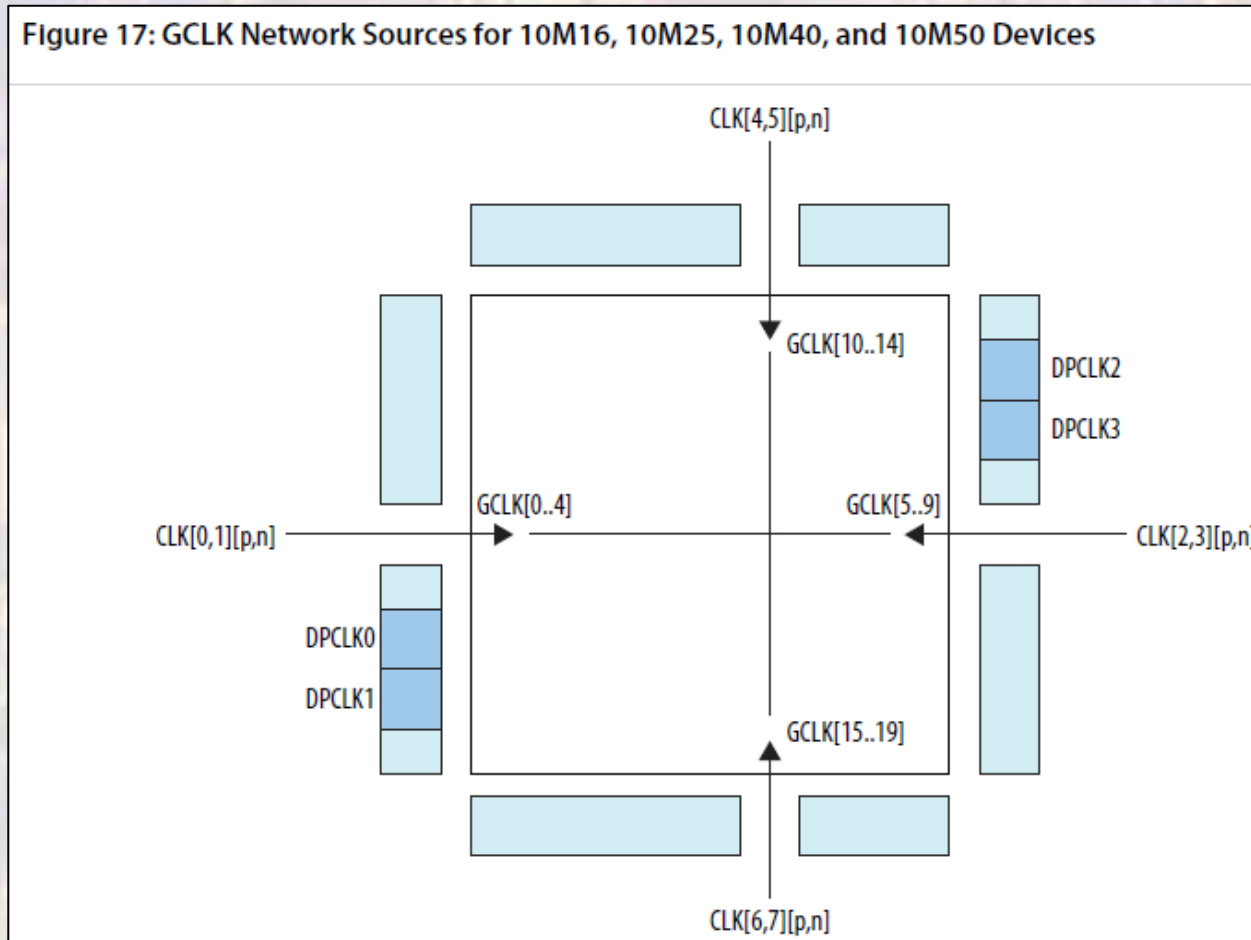 Figure 17: GCLK Network Sources for 10M16, 10M25, 10M40, and 10M50 Devices
CLK[4,5][p,n]
GCLK[10..14]
DPCLK2
DPCLK3
GCLK[0..4]
GCLK[5..9]
CLK[0,1][p,n]
CLK[2,3][p,n]
DPCLK0
DPCLK1
GCLK[15..19]
CLK[6,7][p,n]